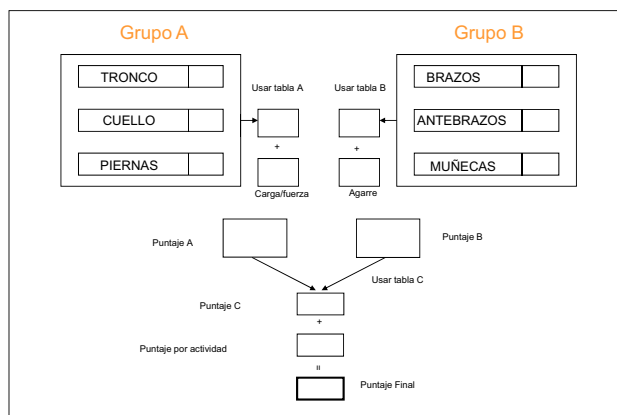 Grupo A
Grupo B
TRONCO
CUELLO
PIERNAS
Usar tabla A
+
Carga/fuerza
Usar tabla B
+
Agarre
BRAZOS
ANTEBRAZOS
MUÑECAS
Puntaje A
Puntaje B
Usar tabla C
Puntaje C
+
Puntaje por actividad
=
Puntaje Final